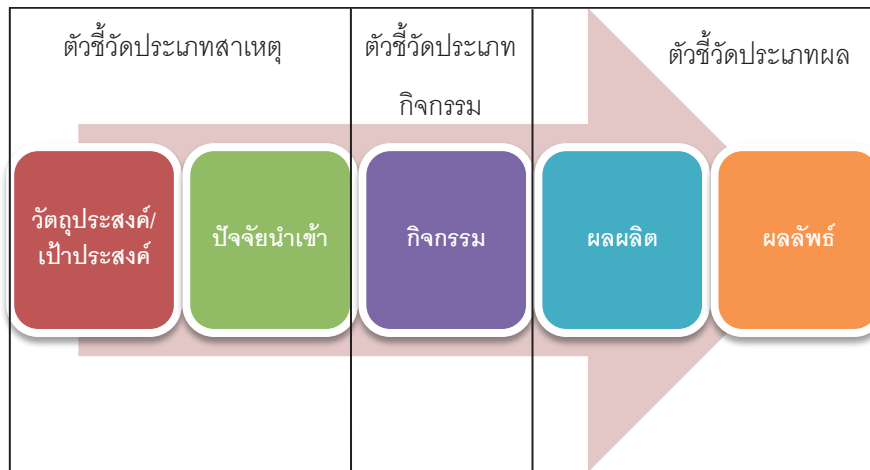 ตัวชี้วัดประเภทสาเหตุ
ตัวชี้วัดประเภท
กิจกรรม
ตัวชี้วัดประเภทผล
วัตถุประสงค์/
เป้าประสงค์
ปัจจัยนำเข้า
กิจกรรม
ผลผลิต
ผลลัพธ์